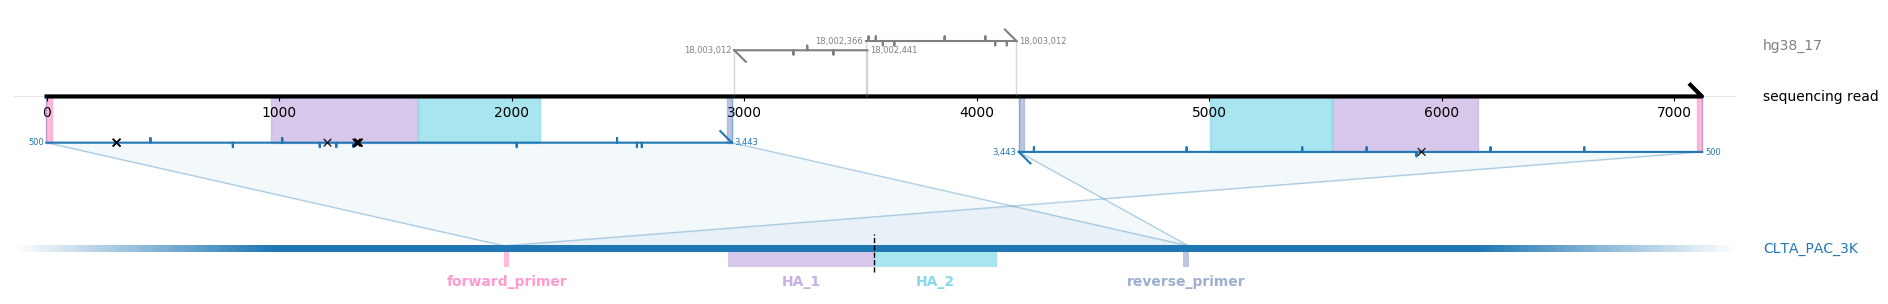 18,002,366 18,003,012
18,003,012 18,002,441 hg38_17
sequencing read
0 1000 2000 3000 4000 5000 6000 7000
500 3,443 3,443 500
CLTA_PAC_3K
forward_primer HA_1 HA_2 reverse_primer